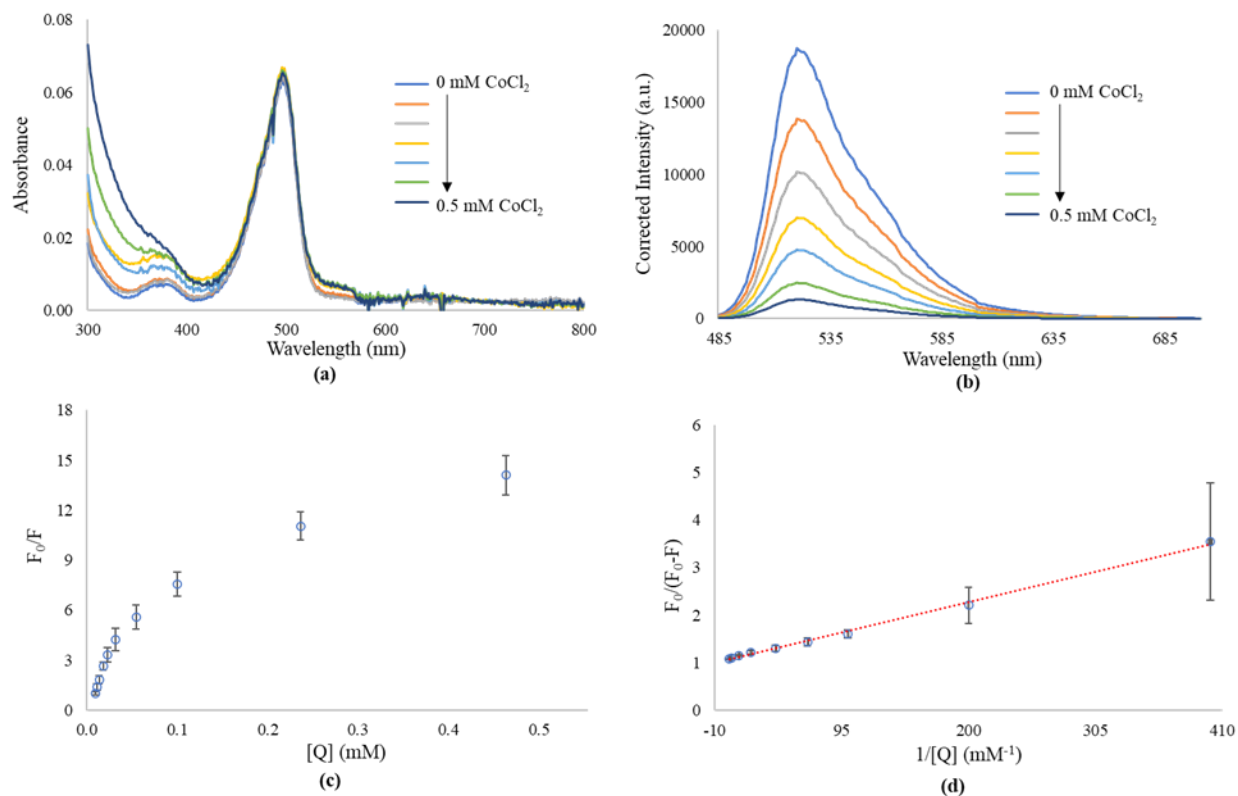 0.08
0.06
0.04
0.02
0.00
Absorbance
0 mM CoCl₂
0.5 mM CoCl₂
300 400 500 600 700 800
Wavelength (nm)
(a)
20000
15000
10000
5000
0
Corrected Intensity (a.u.)
0 mM CoCl₂
0.5 mM CoCl₂
485 535 585 635 685
Wavelength (nm)
(b)
18
15
12
9
6
3
0
F₀/F
0.0 0.1 0.2 0.3 0.4 0.5
[Q] (mM)
(c)
6
5
4
3
2
1
0
F₀/(F₀-F)
-10 95 200 305 410
1/[Q] (mM⁻¹)
(d)